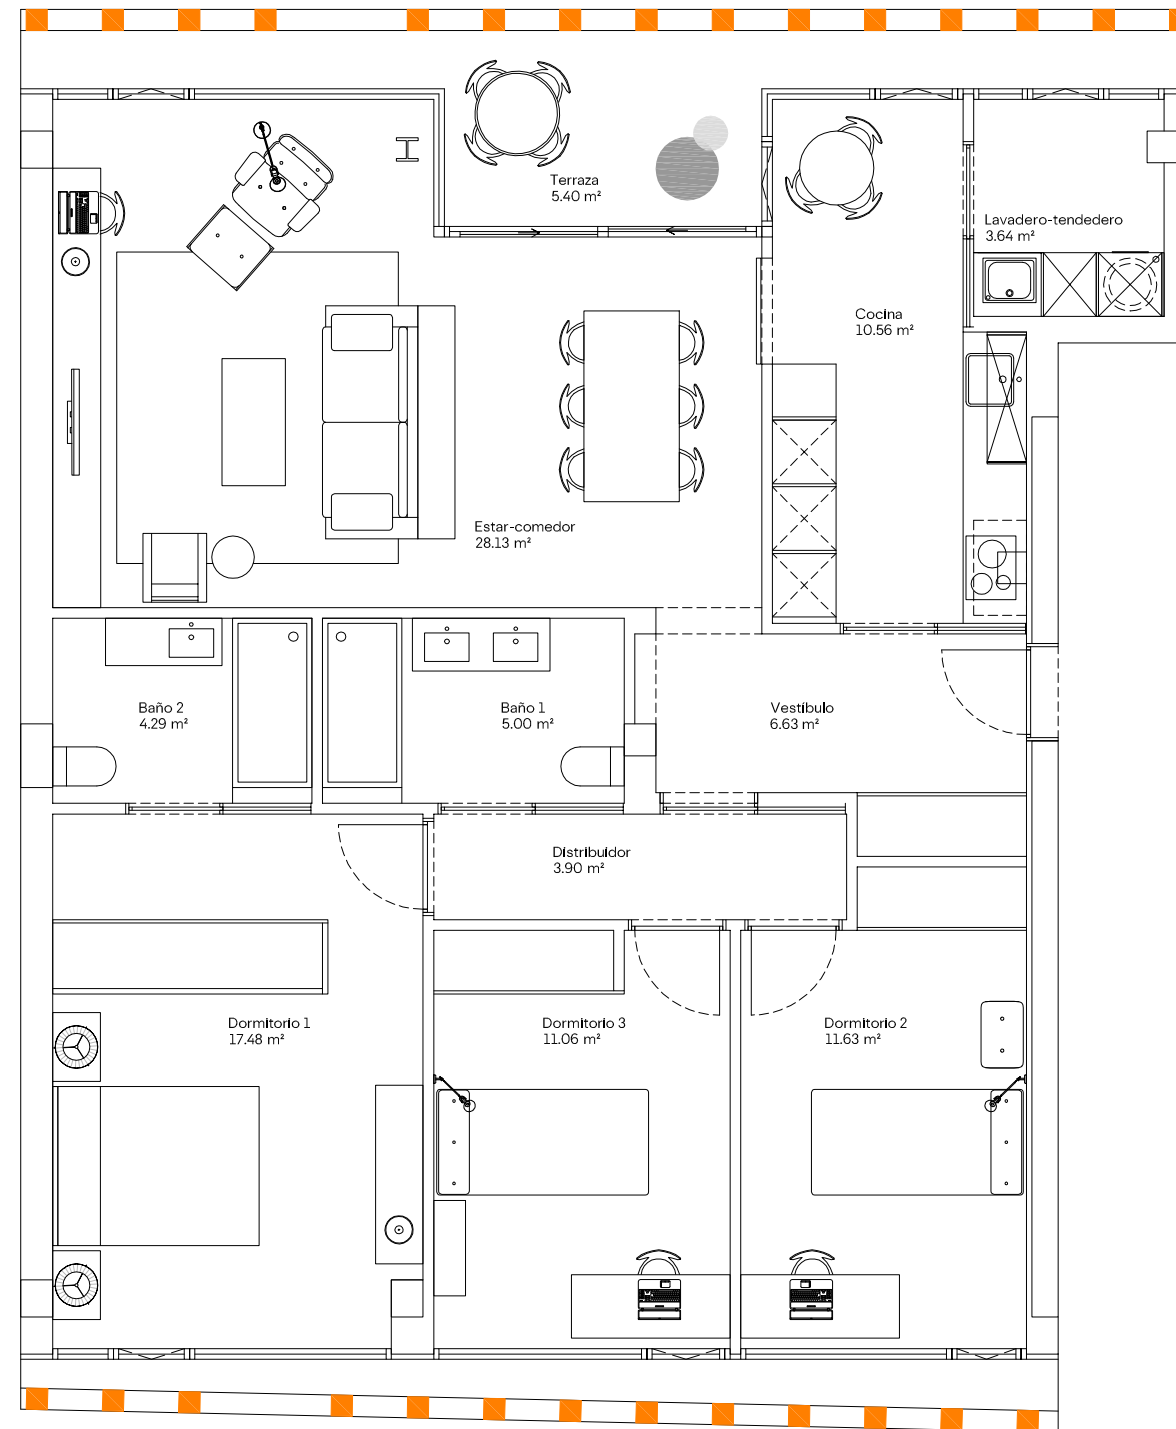 Terraza
5.40 m²
Lavadero-tendedero
3.64 m²
Cocina
10.56 m²
Estar-comedor
28.13 m²
Baño 2
4.29 m²
Baño 1
5.00 m²
Vestíbulo
6.63 m²
Distribuidor
3.90 m²
Dormitorio 1
17.48 m²
Dormitorio 3
11.06 m²
Dormitorio 2
11.63 m²